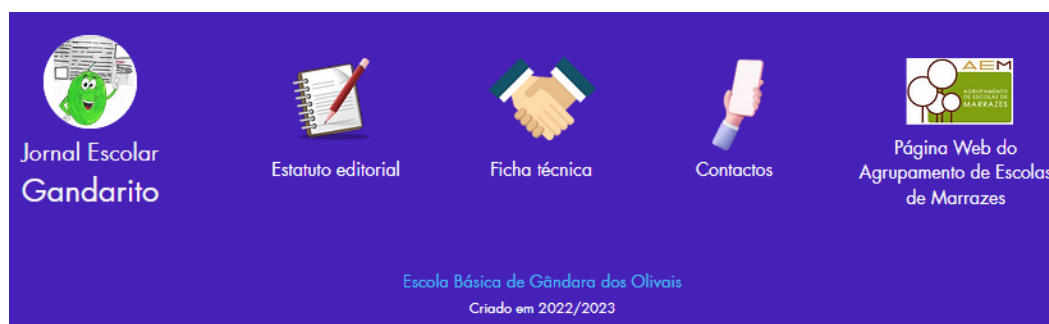 Jornal Escolar
Gandarito
Estatuto editorial
Ficha técnica
Contactos
AEM
AGRUPAMENTO
DE ESCOLAS DE
MARRAZES
Página Web do
Agrupamento de Escolas
de Marrazes
Escola Básica de Gândara dos Olivais
Criado em 2022/2023